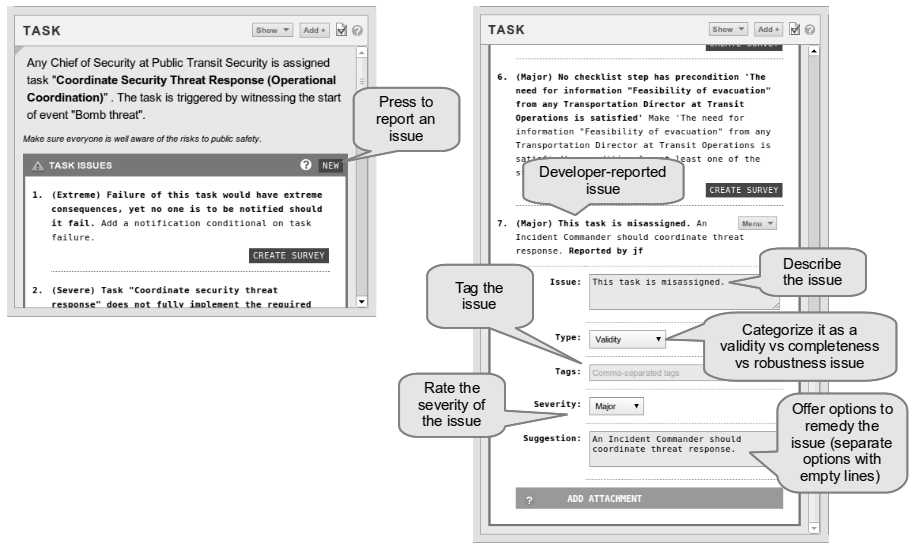 TASK
Show
Add +
Any Chief of Security at Public Transit Security is assigned
task "Coordinate Security Threat Response (Operational
Coordination)" . The task is triggered by witnessing the start
of event "Bomb threat".
Make sure everyone is well aware of the risks to public safety.
TASK ISSUES
? NEW
1. (Extreme) Failure of this task would have extreme
consequences, yet no one is to be notified should
it fail. Add a notification conditional on task
failure.
CREATE SURVEY
2. (Severe) Task "Coordinate security threat
response" does not fully implement the required
Press to
report an
issue
TASK
Show
Add +
CREATE SURVEY
6. (Major) No checklist step has precondition 'The
need for information "Feasibility of evacuation"
from any Transportation Director at Transit
Operations is satisfied' Make 'The need for
information "Feasibility of evacuation" from any
Transportation Director at Transit Operations is
least one of the
CREATE SURVEY
Developer-reported
issue
7. (Major) This task is misassigned. An
Incident Commander should coordinate threat
response. Reported by jf
Menu
Issue: This task is misassigned.
Describe
the issue
Tag the
issue
Type: Validity
Categorize it as a
validity vs completeness
vs robustness issue
Tags: Comma-separated tags
Rate the
severity of
the issue
Severity: Major
Suggestion: An Incident Commander should
coordinate threat response.
Offer options to
remedy the
issue (separate
options with
empty lines)
? ADD ATTACHMENT